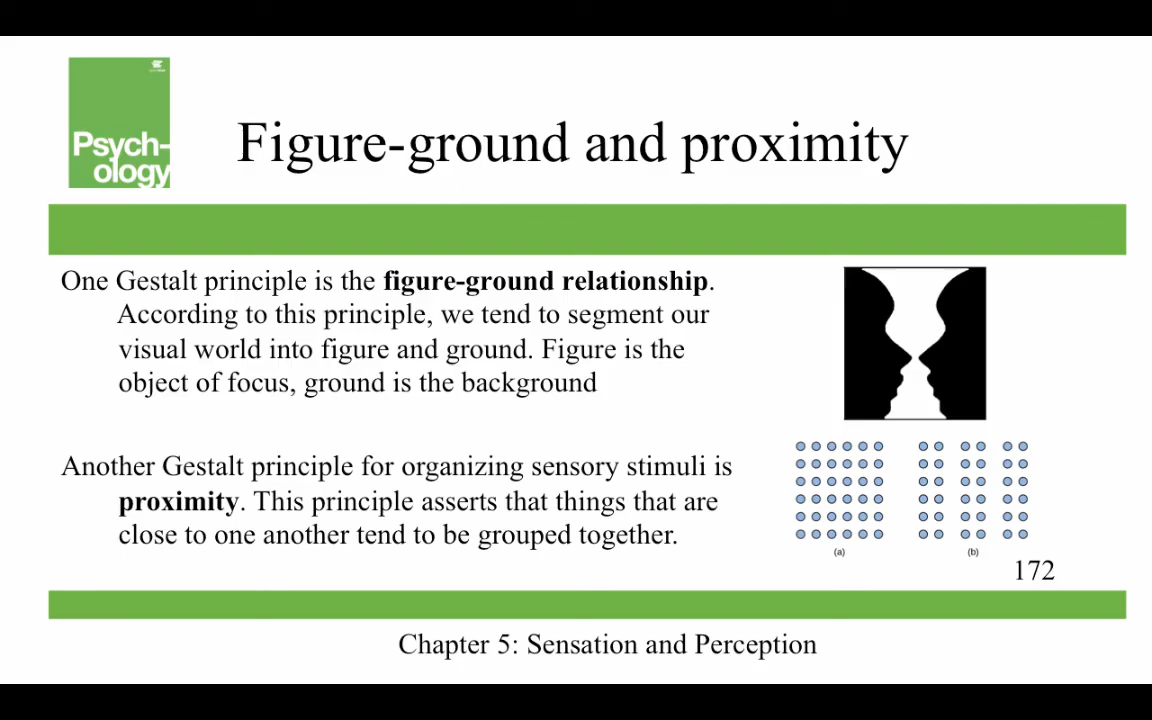 Psych-
ology
Figure-ground and proximity
One Gestalt principle is the figure-ground relationship.
According to this principle, we tend to segment our
visual world into figure and ground. Figure is the
object of focus, ground is the background
Another Gestalt principle for organizing sensory stimuli is
proximity. This principle asserts that things that are
close to one another tend to be grouped together.
(a)
(b)
172
Chapter 5: Sensation and Perception